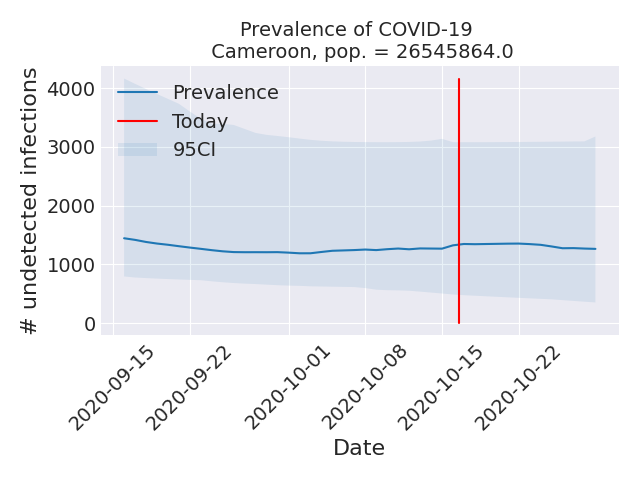 Prevalence of COVID-19
Cameroon, pop. = 26545864.0
# undetected infections
4000
3000
2000
1000
0
Prevalence
Today
95CI
2020-09-15
2020-09-22
2020-10-01
2020-10-08
2020-10-15
2020-10-22
Date